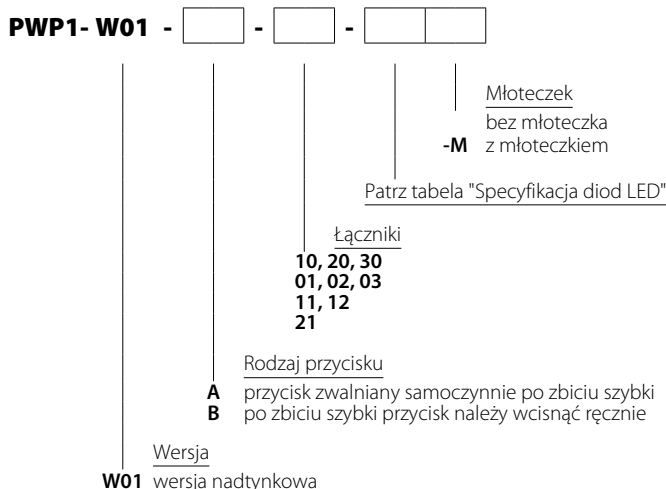 PWP1- W01 - - -
Młoteczek
bez młoteczka
-M z młoteczkiem
Patrz tabela "Specyfikacja diod LED"
Łączniki
10, 20, 30
01, 02, 03
11, 12
21
Rodzaj przycisku
A przycisk zwalniany samoczynnie po zbiciu szybki
B po zbiciu szybki przycisk należy wcisnąć ręcznie
Wersja
W01 wersja nadtynkowa